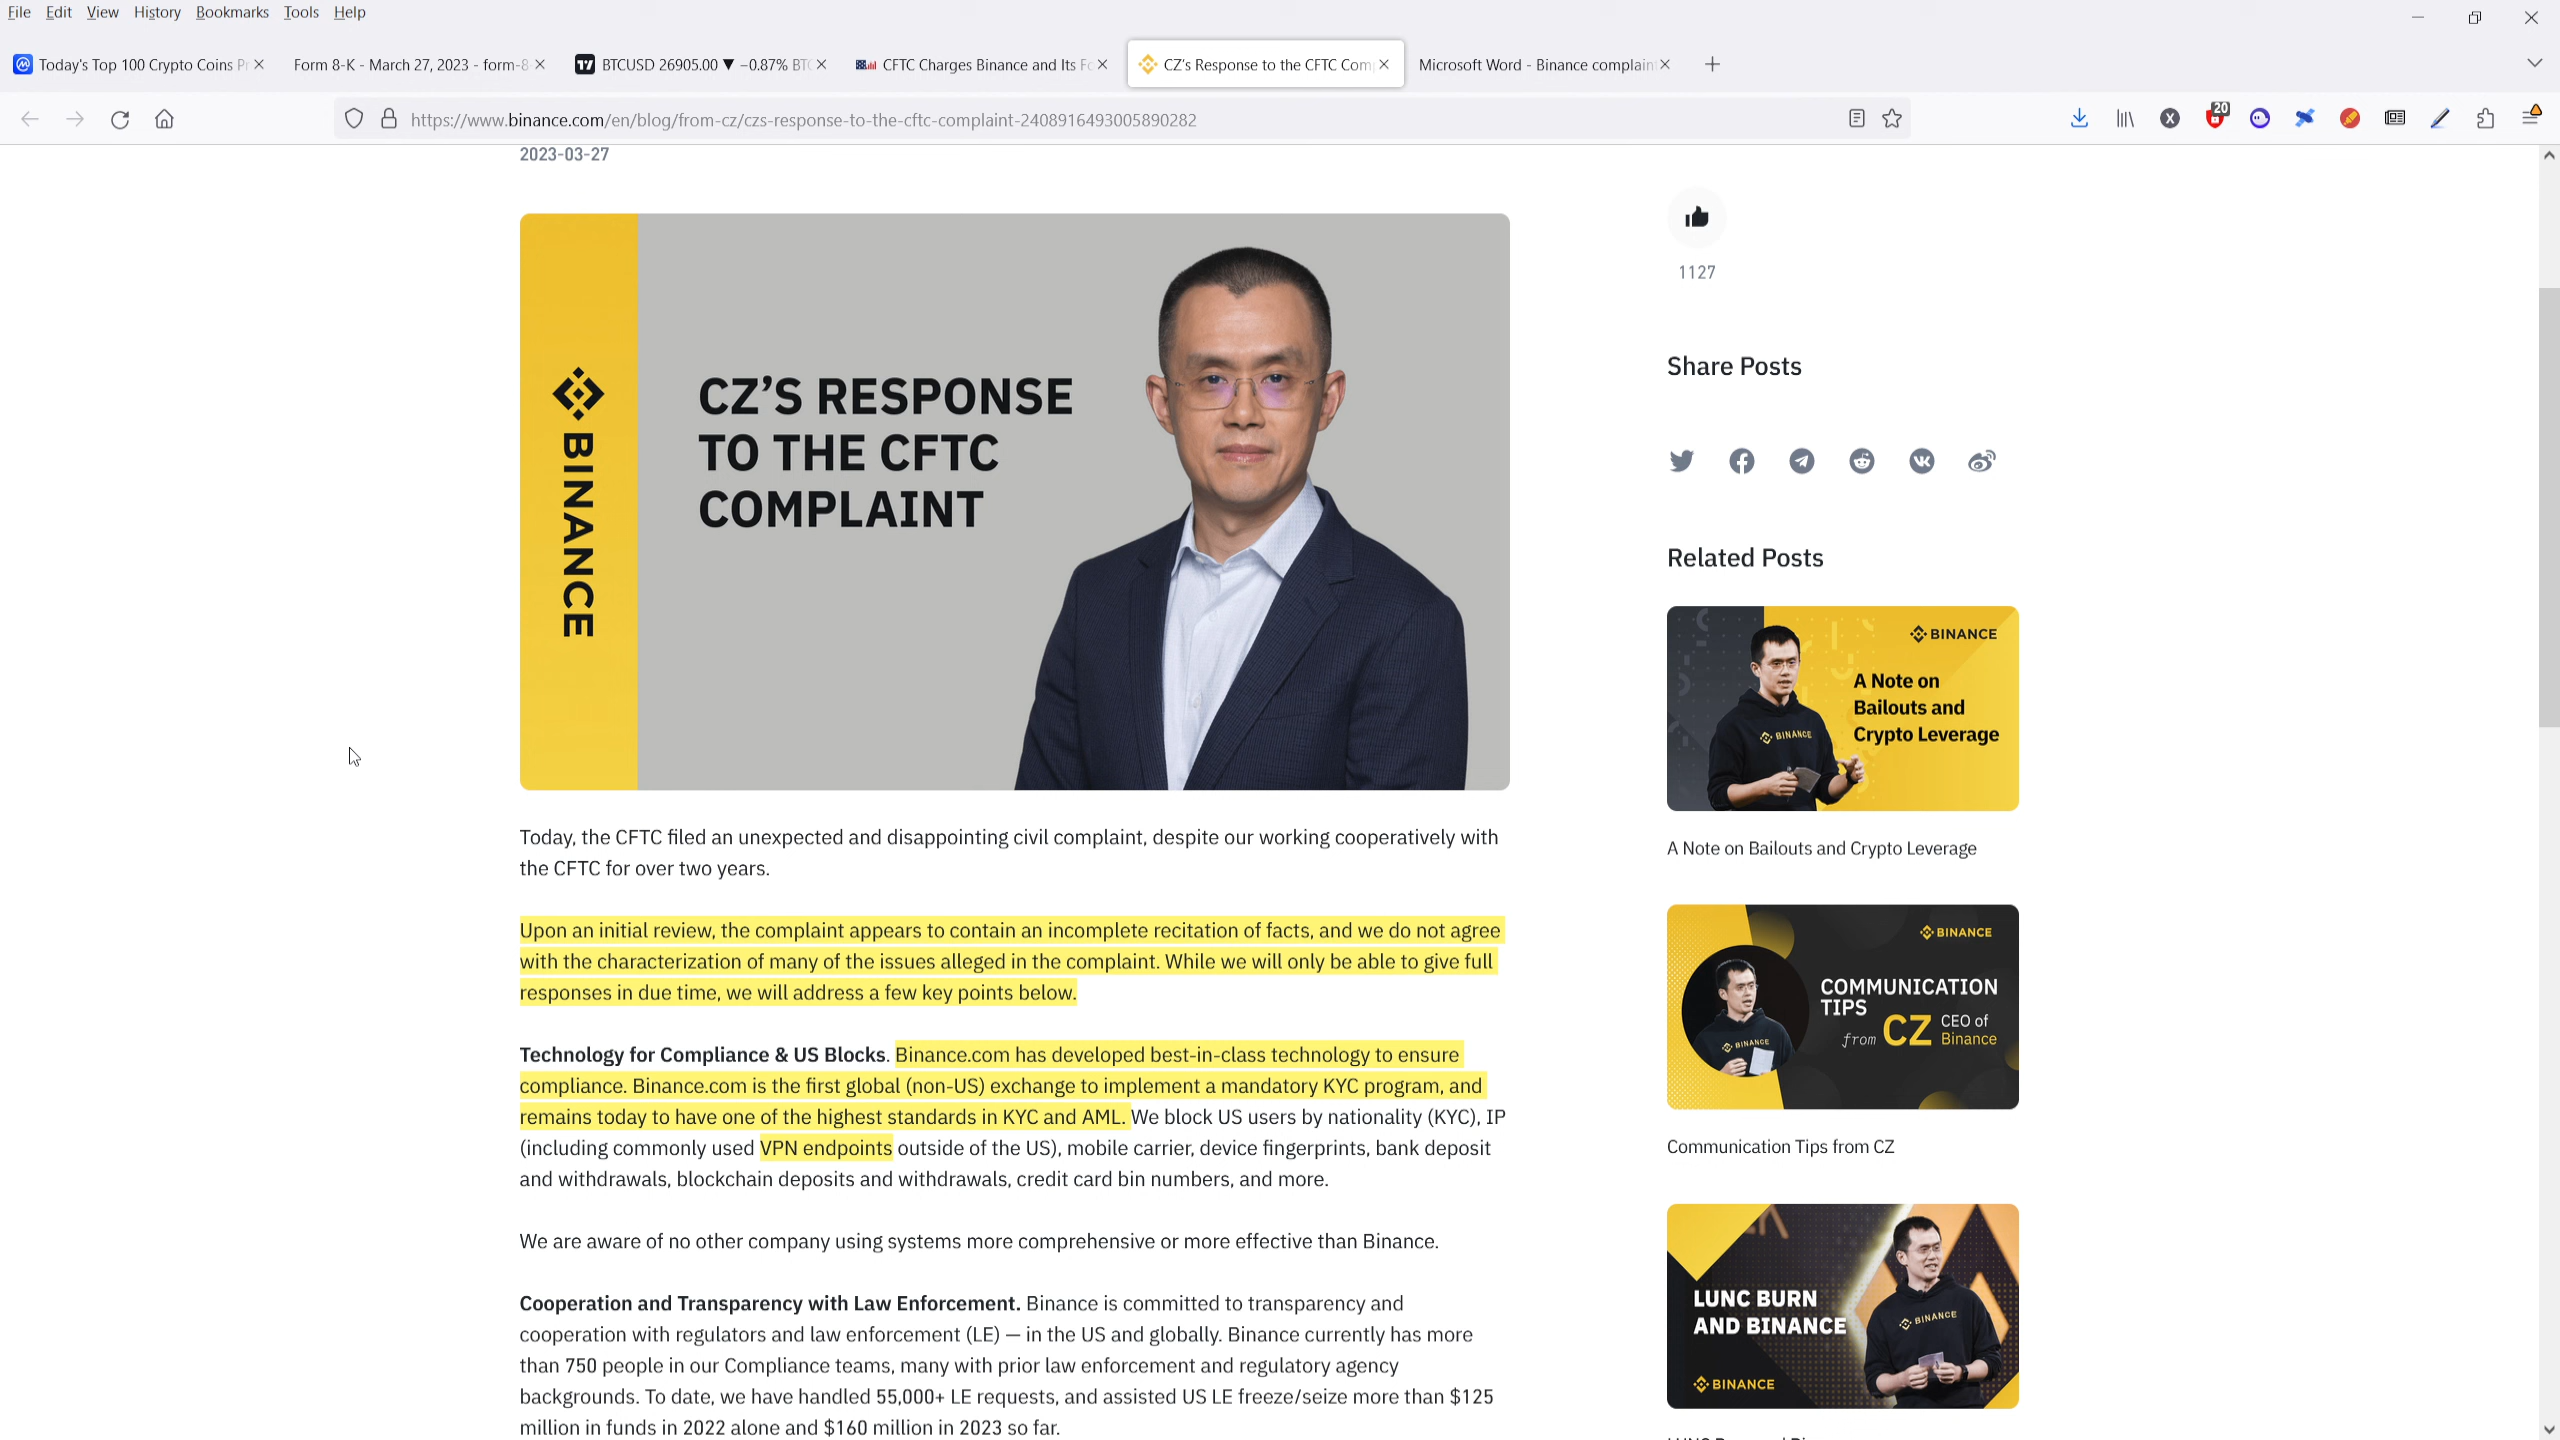 File Edit View History Bookmarks Tools Help
Today's Top 100 Crypto Coins Pr
Form 8-K - March 27, 2023 - form-8
BTCUSD 26905.00 ▼ −0.87% BTC
CFTC Charges Binance and Its Fo
CZ's Response to the CFTC Com
Microsoft Word - Binance complaint
https://www.binance.com/en/blog/from-cz/czs-response-to-the-cftc-complaint-2408916493005890282
20
2023-03-27
BINANCE
CZ'S RESPONSE
TO THE CFTC
COMPLAINT
Today, the CFTC filed an unexpected and disappointing civil complaint, despite our working cooperatively with
the CFTC for over two years.
Upon an initial review, the complaint appears to contain an incomplete recitation of facts, and we do not agree
with the characterization of many of the issues alleged in the complaint. While we will only be able to give full
responses in due time, we will address a few key points below.
Technology for Compliance & US Blocks. Binance.com has developed best-in-class technology to ensure
compliance. Binance.com is the first global (non-US) exchange to implement a mandatory KYC program, and
remains today to have one of the highest standards in KYC and AML. We block US users by nationality (KYC), IP
(including commonly used VPN endpoints outside of the US), mobile carrier, device fingerprints, bank deposit
and withdrawals, blockchain deposits and withdrawals, credit card bin numbers, and more.
We are aware of no other company using systems more comprehensive or more effective than Binance.
Cooperation and Transparency with Law Enforcement. Binance is committed to transparency and
cooperation with regulators and law enforcement (LE) — in the US and globally. Binance currently has more
than 750 people in our Compliance teams, many with prior law enforcement and regulatory agency
backgrounds. To date, we have handled 55,000+ LE requests, and assisted US LE freeze/seize more than $125
million in funds in 2022 alone and $160 million in 2023 so far.
1127
Share Posts
Related Posts
BINANCE
A Note on
Bailouts and
Crypto Leverage
BINANCE
A Note on Bailouts and Crypto Leverage
BINANCE
COMMUNICATION
TIPS
from CZ CEO of
Binance
BINANCE
Communication Tips from CZ
LUNC BURN
AND BINANCE
BINANCE
BINANCE